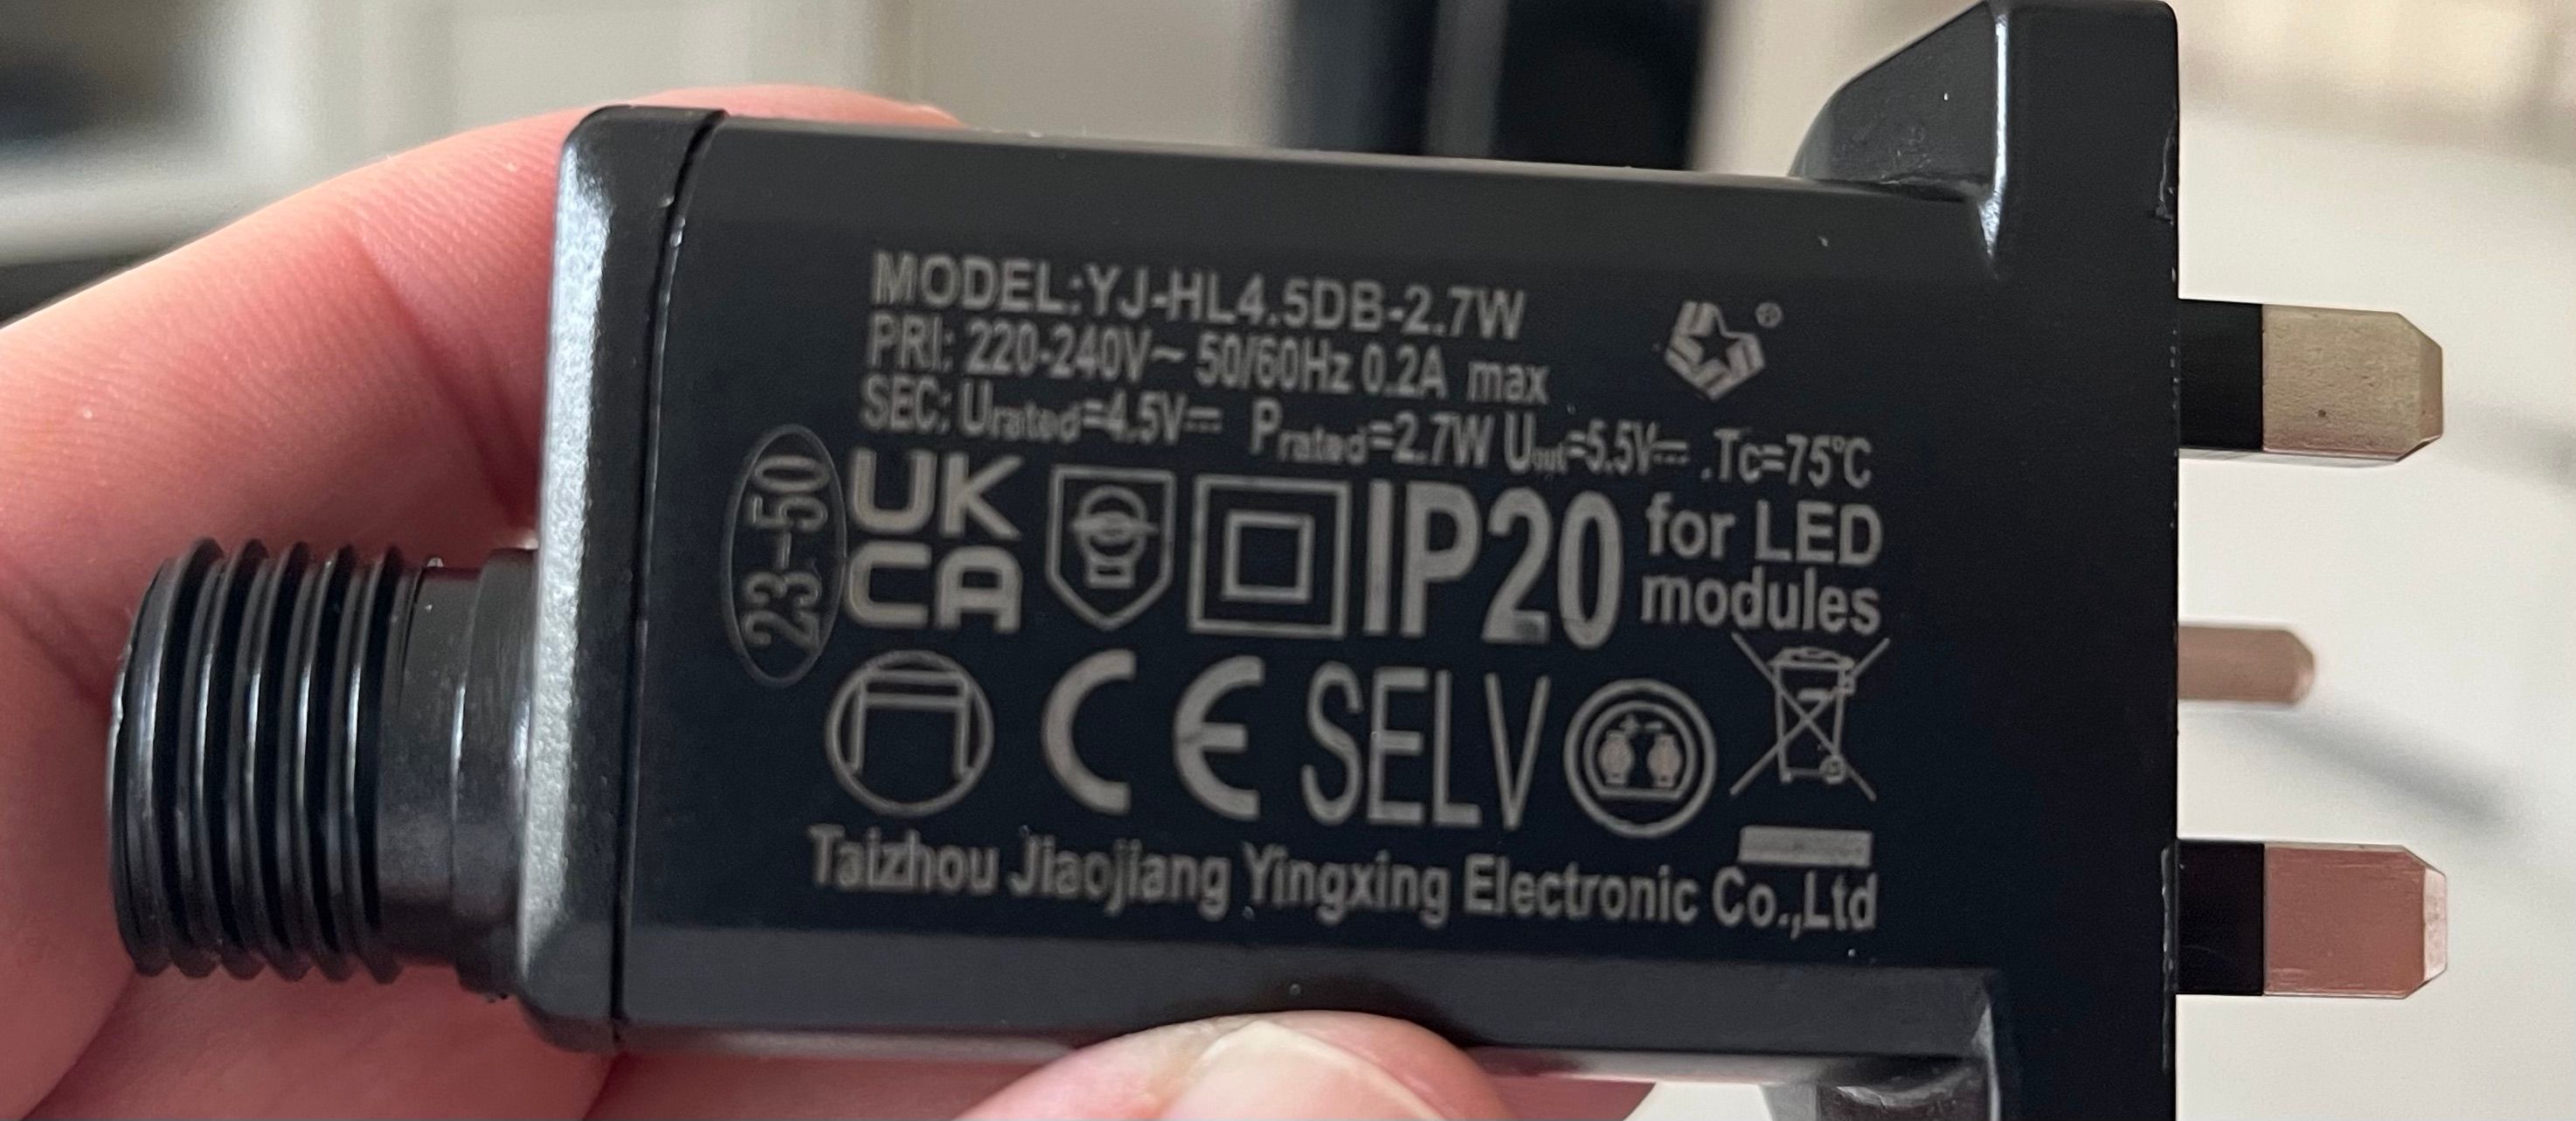 MODEL:YJ-HL4.5DB-2.7W
®
PRI: 220-240V~ 50/60Hz 0.2A max
SEC: Urated=4.5V⎓ Prated=2.7W Uout=5.5V⎓ .Tc=75℃
23-50
UK
CA
IP20
for LED
modules
CE SELV
+ -
Taizhou Jiaojiang Yingxing Electronic Co.,Ltd